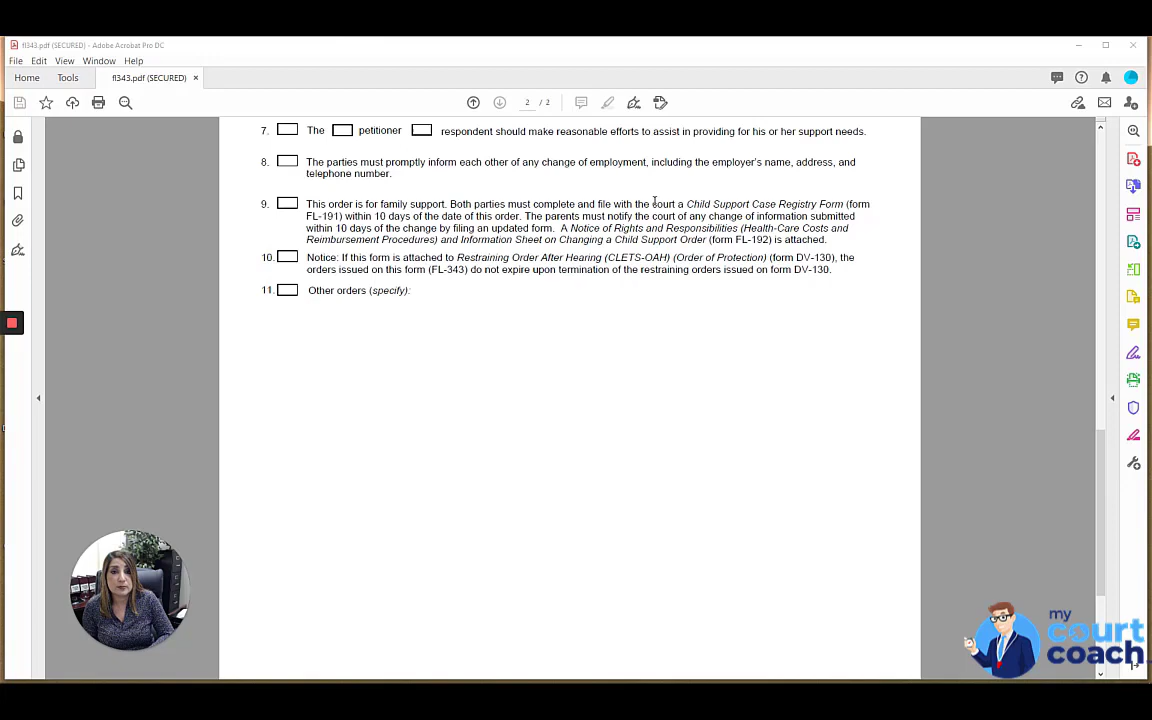 fl343.pdf (SECURED) - Adobe Acrobat Pro DC
File Edit View Window Help
Home Tools fl343.pdf (SECURED) ×
2 / 2
7. The petitioner respondent should make reasonable efforts to assist in providing for his or her support needs.
8. The parties must promptly inform each other of any change of employment, including the employer's name, address, and
telephone number.
9. This order is for family support. Both parties must complete and file with the court a Child Support Case Registry Form (form
FL-191) within 10 days of the date of this order. The parents must notify the court of any change of information submitted
within 10 days of the change by filing an updated form. A Notice of Rights and Responsibilities (Health-Care Costs and
Reimbursement Procedures) and Information Sheet on Changing a Child Support Order (form FL-192) is attached.
10. Notice: If this form is attached to Restraining Order After Hearing (CLETS-OAH) (Order of Protection) (form DV-130), the
orders issued on this form (FL-343) do not expire upon termination of the restraining orders issued on form DV-130.
11. Other orders (specify):
my
court
coach